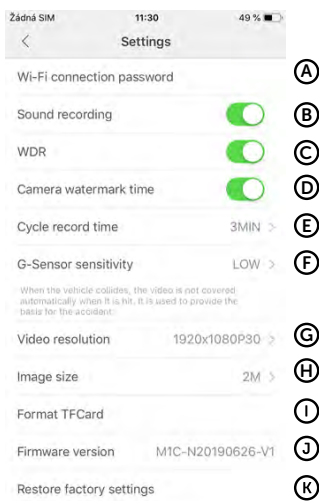 Žádná SIM 11:30 49 %
Settings
Wi-Fi connection password A
Sound recording B
WDR C
Camera watermark time D
Cycle record time 3MIN > E
G-Sensor sensitivity LOW > F
When the vehicle collides, the video is not covered
automatically when it is hit. It is used to provide the
basis for the accident.
Video resolution 1920x1080P30 > G
Image size 2M > H
Format TFCard I
Firmware version M1C-N20190626-V1 J
Restore factory settings K